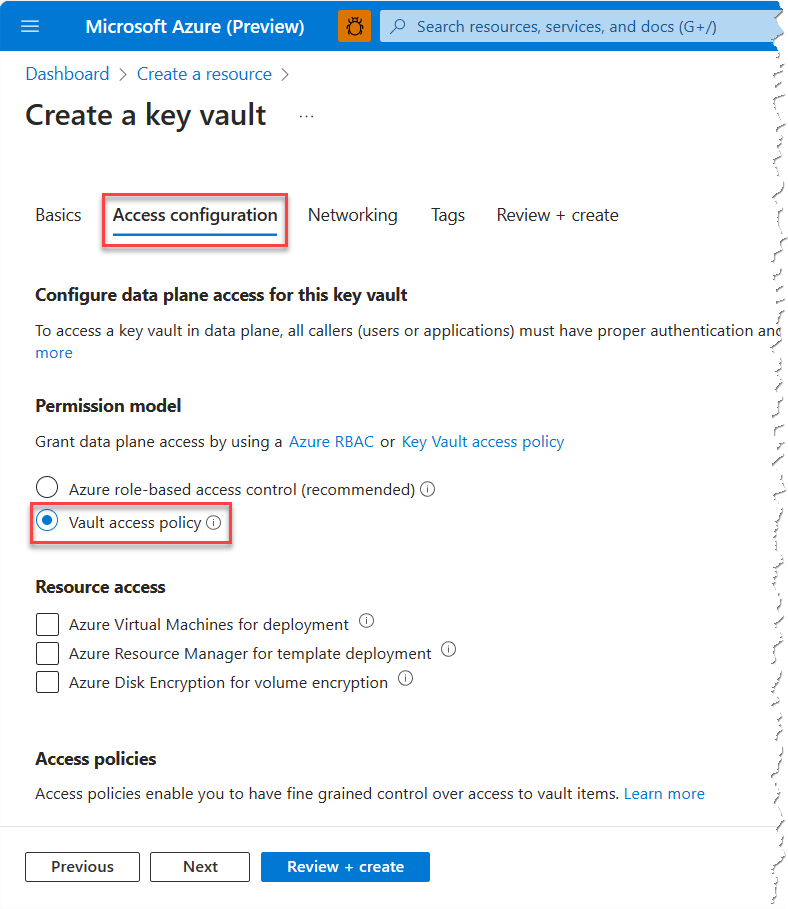 Microsoft Azure (Preview)
Search resources, services, and docs (G+/)
Dashboard > Create a resource >
Create a key vault ...
Basics Access configuration Networking Tags Review + create
Configure data plane access for this key vault
To access a key vault in data plane, all callers (users or applications) must have proper authentication
more
Permission model
Grant data plane access by using a Azure RBAC or Key Vault access policy
Azure role-based access control (recommended)
Vault access policy
Resource access
Azure Virtual Machines for deployment
Azure Resource Manager for template deployment
Azure Disk Encryption for volume encryption
Access policies
Access policies enable you to have fine grained control over access to vault items. Learn more
Previous Next Review + create